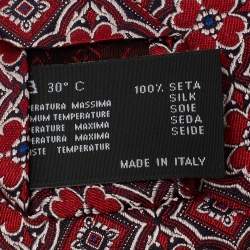 30° C 100% SETA
ERATURA MASSIMA SILK
MUM TEMPERATURE SOIE
ERATURE MAXIMA SEDA
ERATURA MAXIMA SEIDE
STE TEMPERATUR
MADE IN ITALY